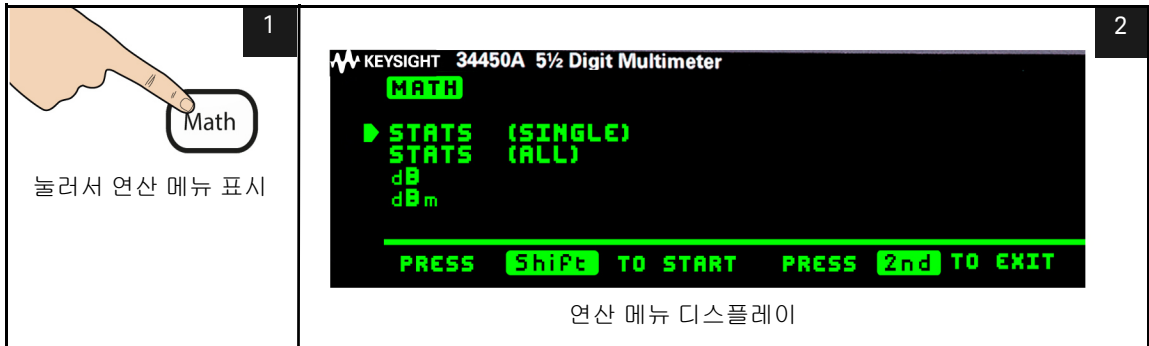 1
Math
눌러서 연산 메뉴 표시
2
KEYSIGHT 34450A 5½ Digit Multimeter
MATH
STATS (SINGLE)
STATS (ALL)
dB
dBm
PRESS Shift TO START PRESS 2nd TO EXIT
연산 메뉴 디스플레이